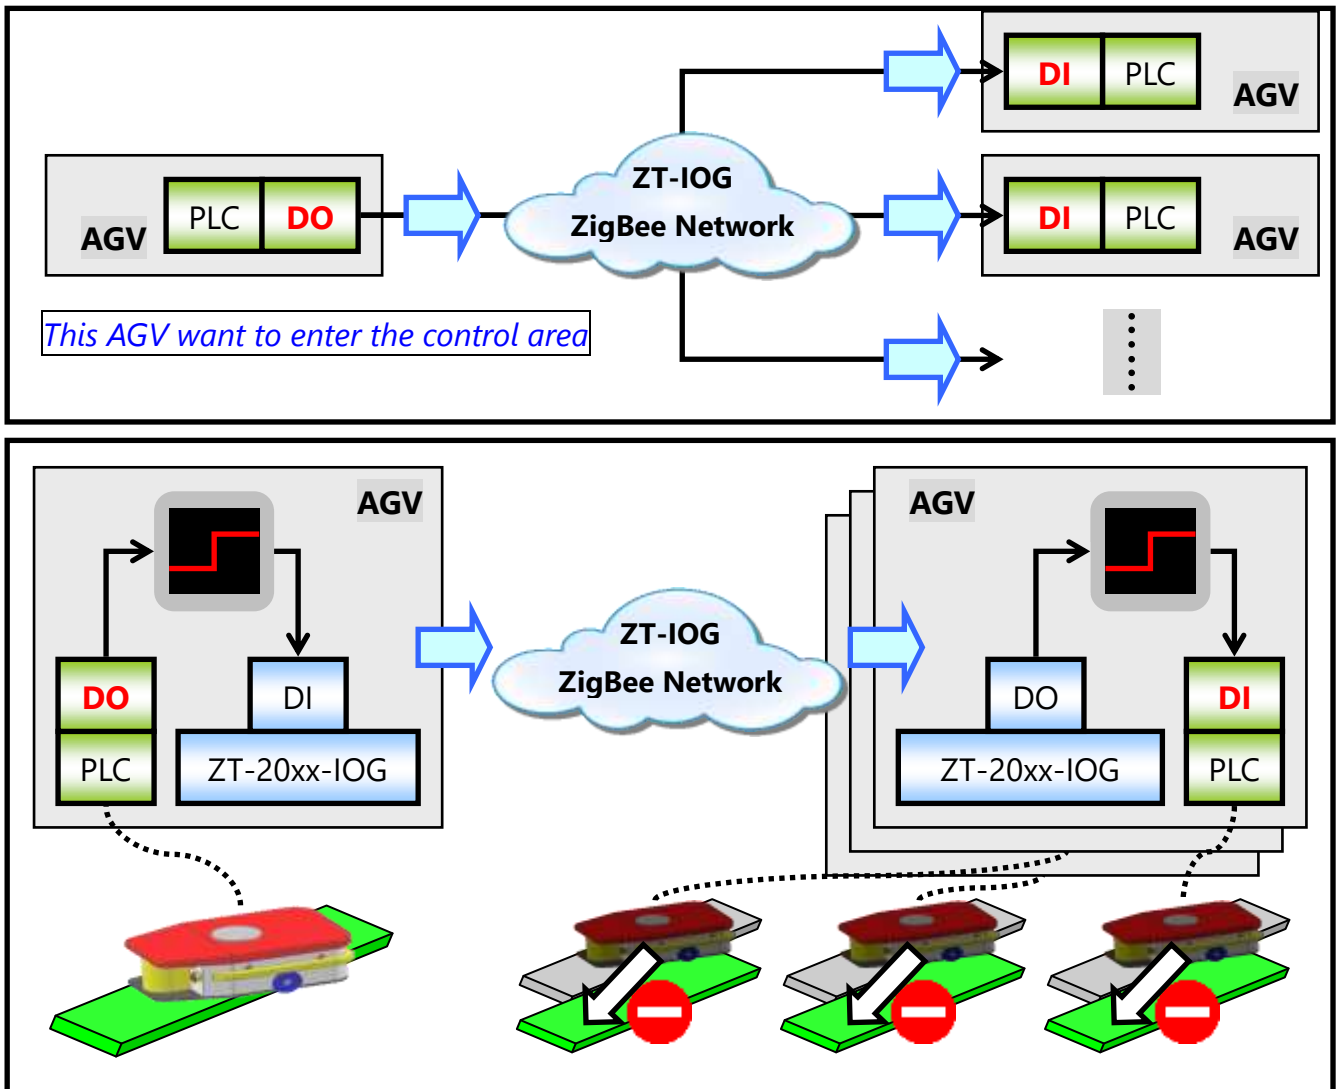 DI PLC
AGV
ZT-IOG
ZigBee Network
AGV
PLC DO
DI PLC
AGV
This AGV want to enter the control area
AGV
DO
PLC
DI
ZT-20xx-IOG
ZT-IOG
ZigBee Network
AGV
DO
ZT-20xx-IOG
DI
PLC